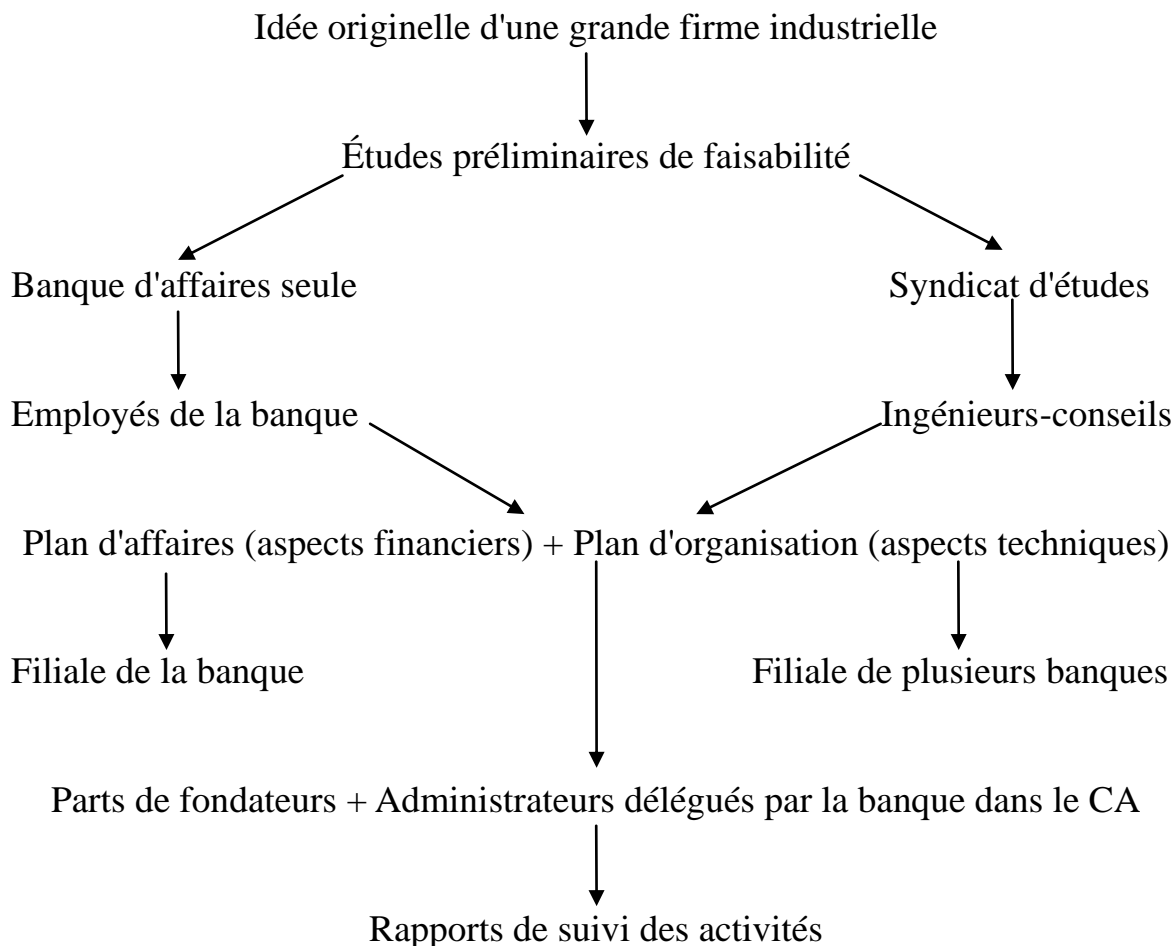 Idée originelle d'une grande firme industrielle
Études préliminaires de faisabilité
Banque d'affaires seule
Syndicat d'études
Employés de la banque
Ingénieurs-conseils
Plan d'affaires (aspects financiers) + Plan d'organisation (aspects techniques)
Filiale de la banque
Filiale de plusieurs banques
Parts de fondateurs + Administrateurs délégués par la banque dans le CA
Rapports de suivi des activités